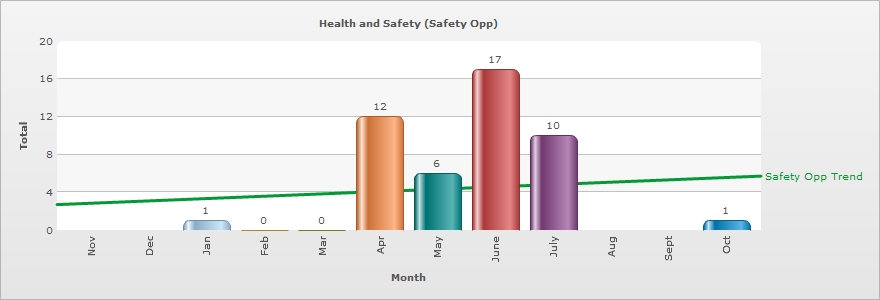 Health and Safety (Safety Opp)
20
16
12
8
4
0
Total
1
0
0
12
6
17
10
1
Safety Opp Trend
Nov
Dec
Jan
Feb
Mar
Apr
May
June
July
Aug
Sept
Oct
Month